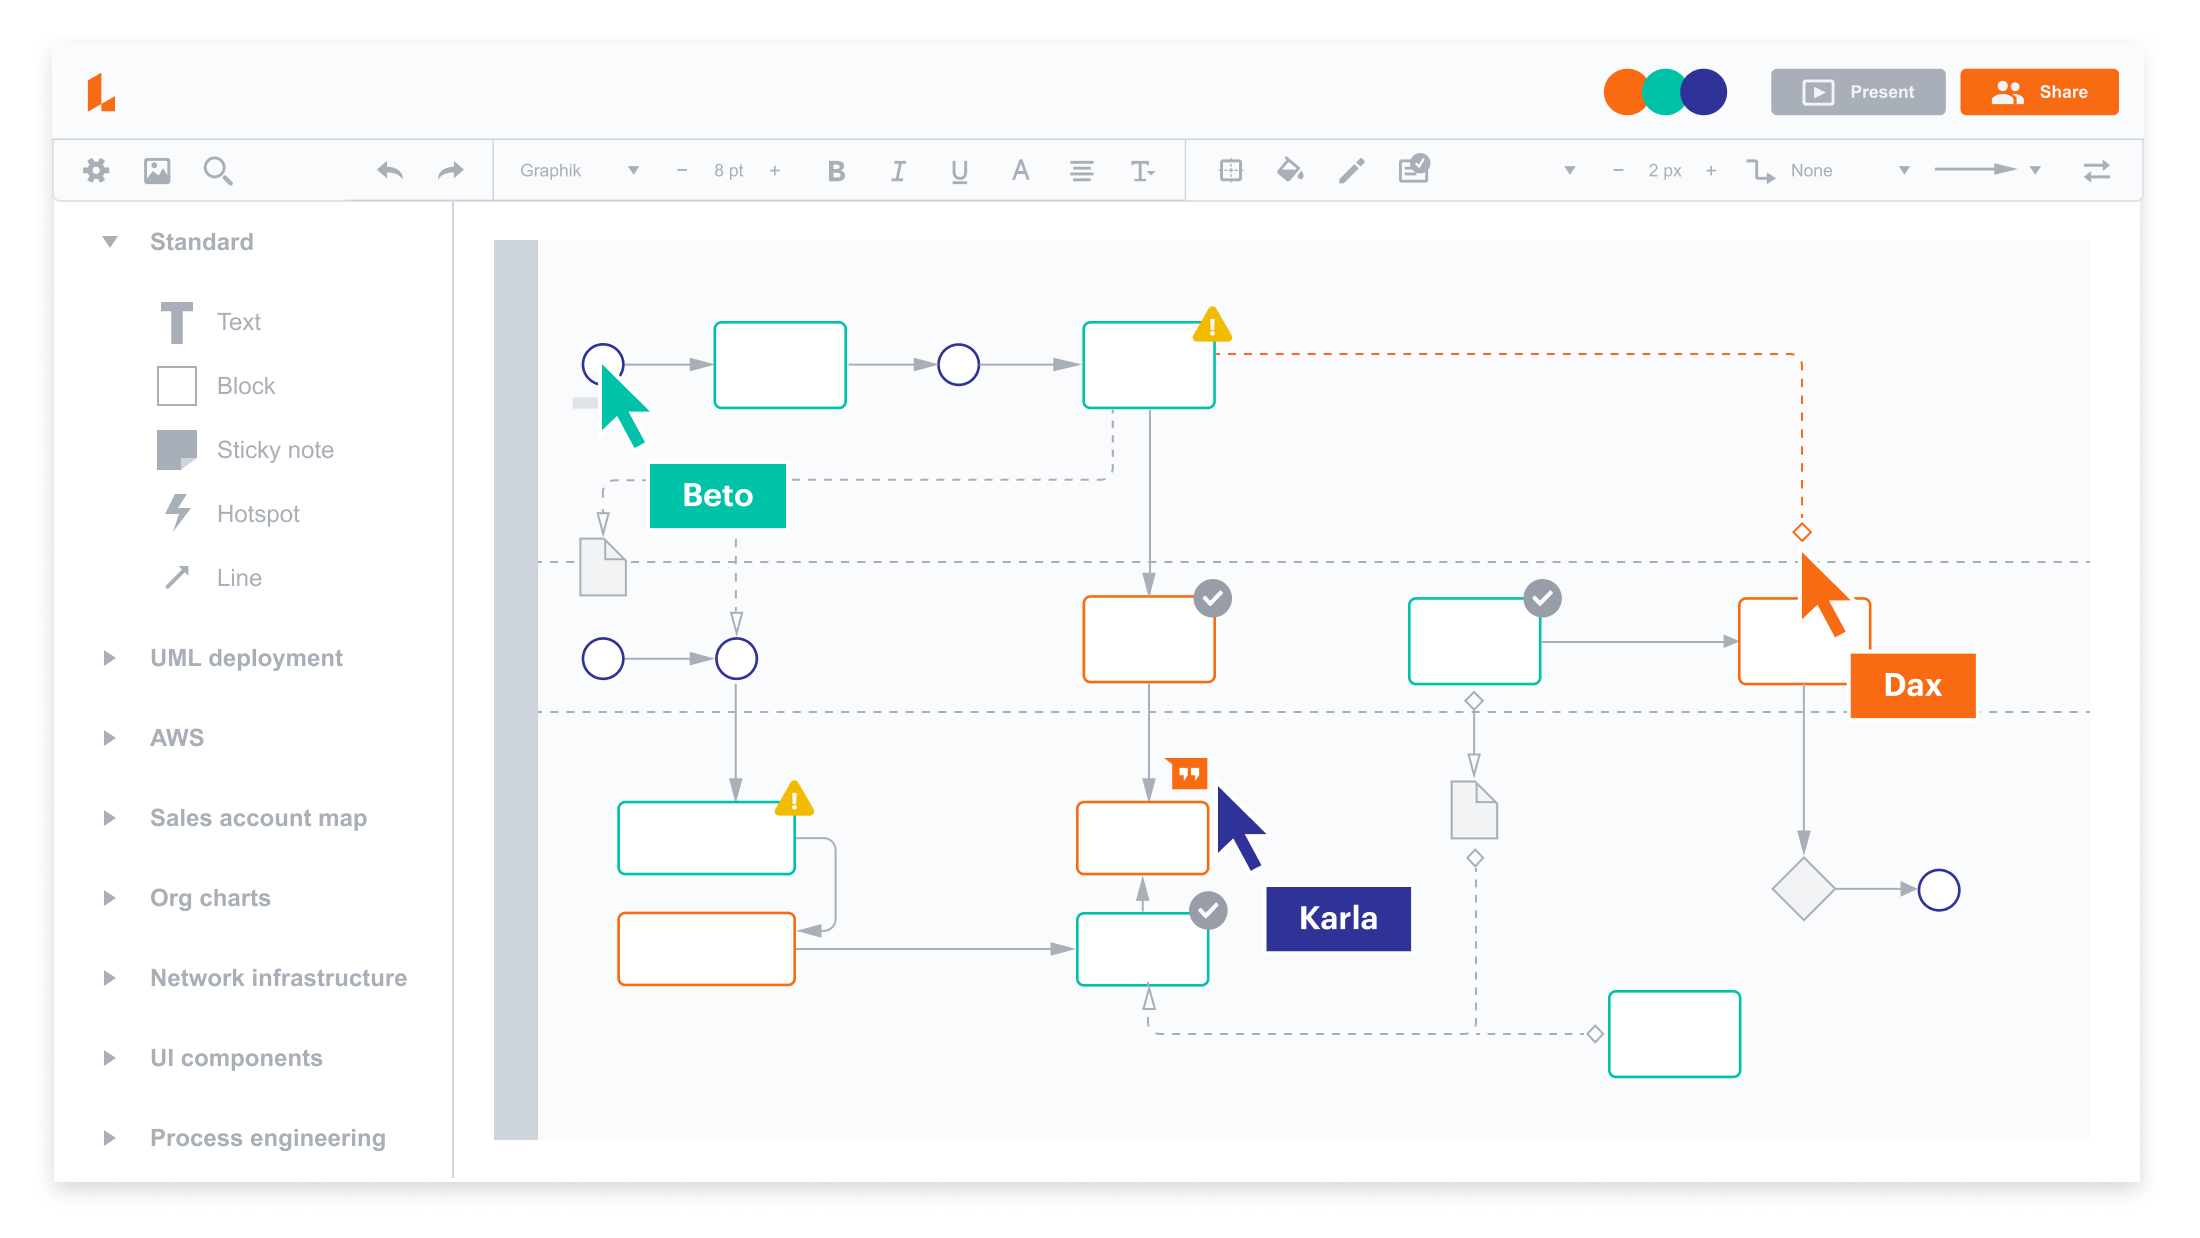 Present
Share
Graphik
− 8 pt +
B I U A T
− 2 px +
None
Standard
Text
Block
Sticky note
Hotspot
Line
UML deployment
AWS
Sales account map
Org charts
Network infrastructure
UI components
Process engineering
Beto
Dax
Karla